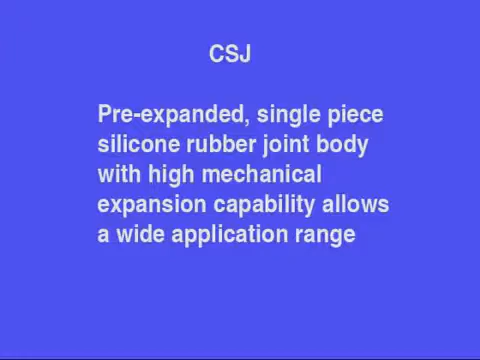 CSJ
Pre-expanded, single piece
silicone rubber joint body
with high mechanical
expansion capability allows
a wide application range